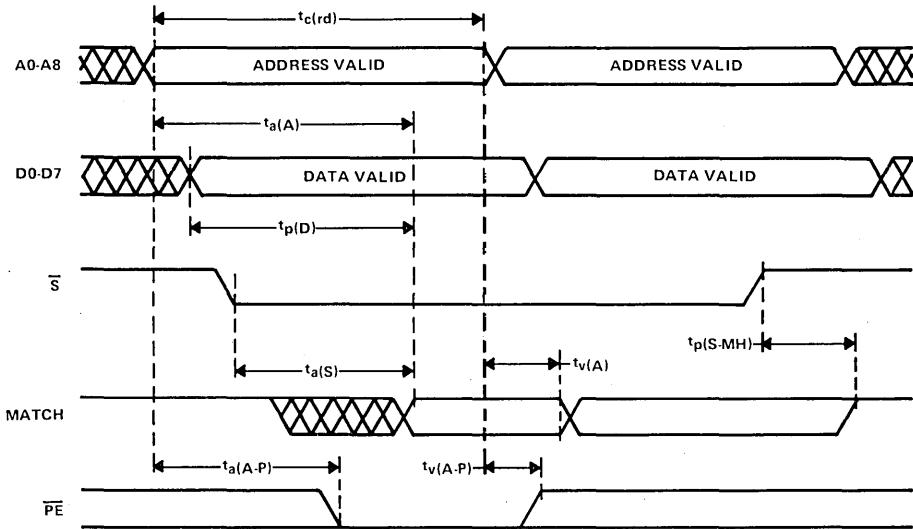 tc(rd)
A0-A8 ADDRESS VALID ADDRESS VALID
ta(A)
D0-D7 DATA VALID DATA VALID
tp(D)
S
tp(S-MH)
ta(S) tv(A)
MATCH
ta(A-P) tv(A-P)
PE